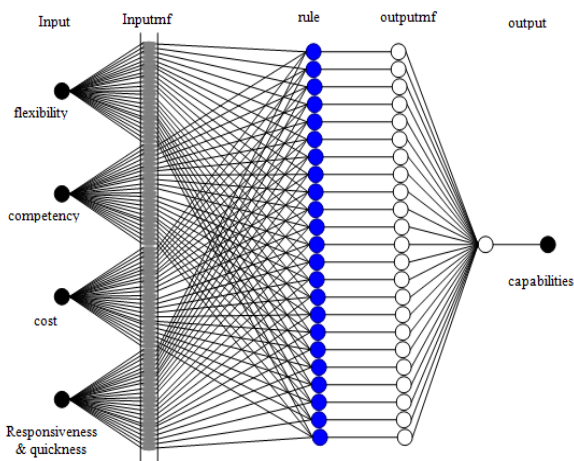 Input
Inputmf
rule
outputmf
output
flexibility
competency
cost
Responsiveness
& quickness
capabilities